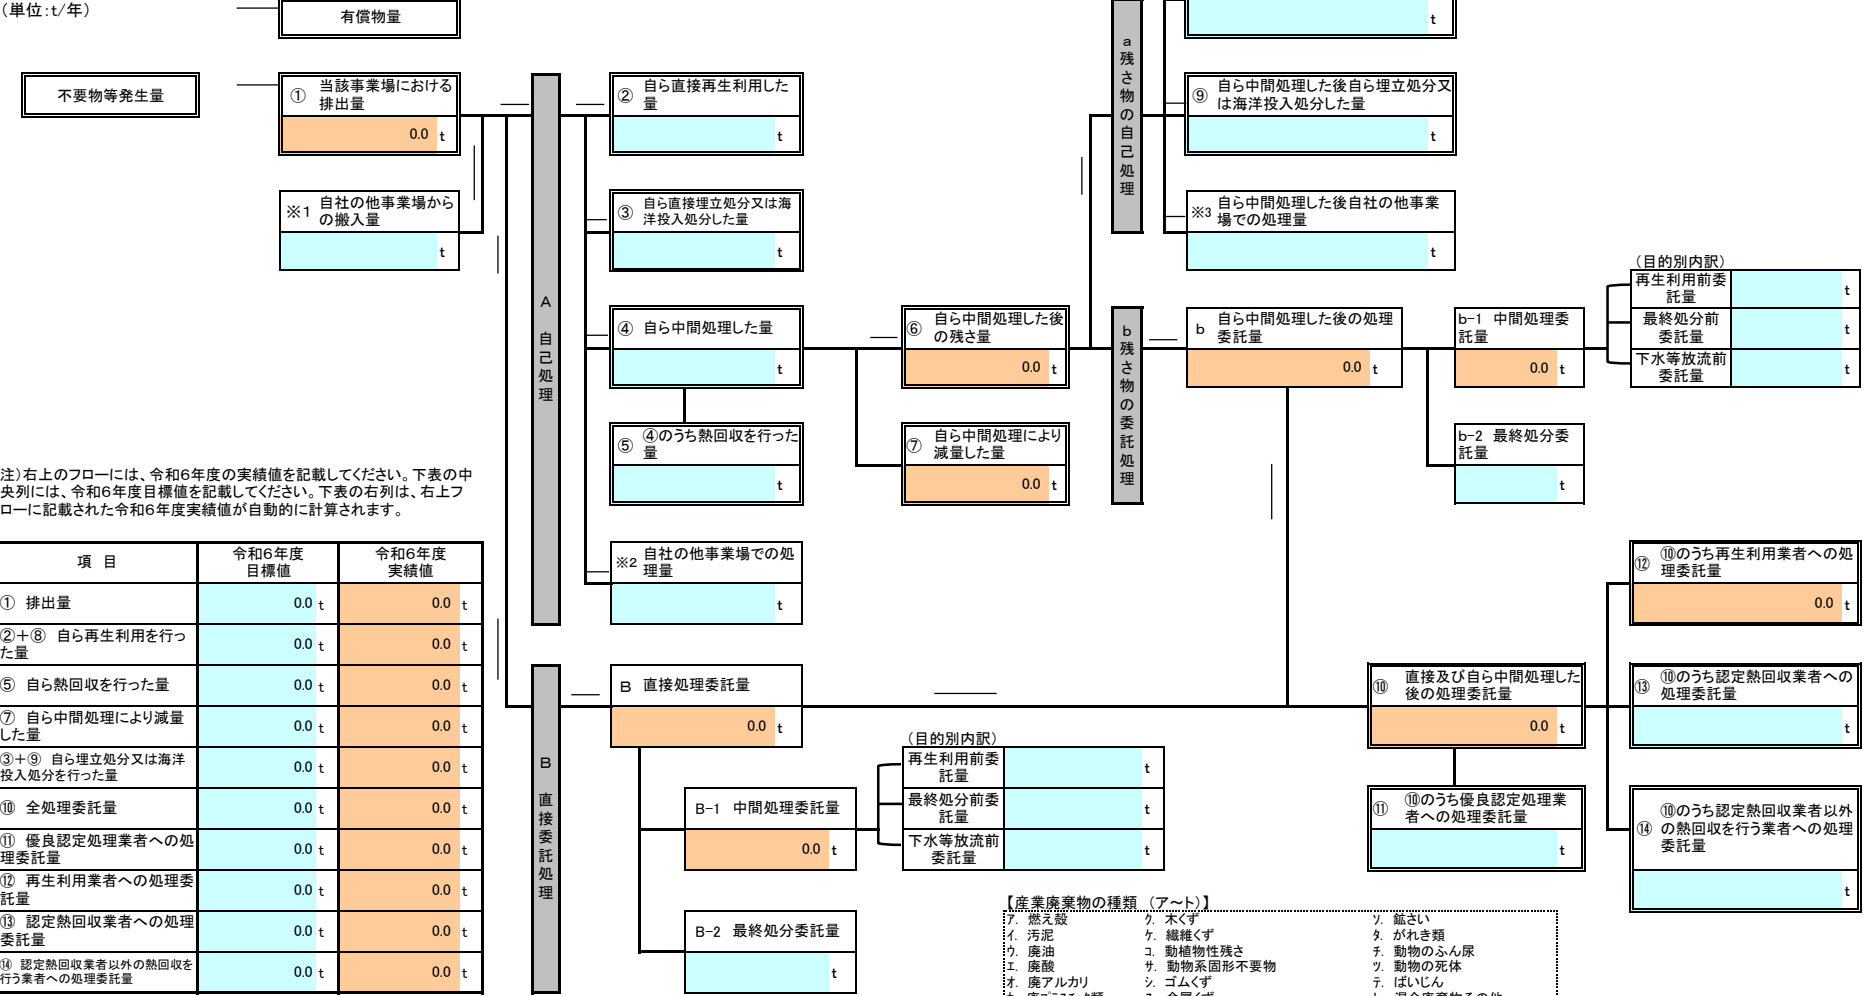 (単位:t/年)
有償物量
不要物等発生量
① 当該事業場における
排出量
0.0 t
※1 自社の他事業場から
の搬入量
t
A 自己処理
② 自ら直接再生利用した
量
t
③ 自ら直接埋立処分又は海
洋投入処分した量
t
④ 自ら中間処理した量
t
⑤ ④のうち熱回収を行った
量
t
※2 自社の他事業場での処
理量
t
⑥ 自ら中間処理した後
の残さ量
0.0 t
⑦ 自ら中間処理により
減量した量
0.0 t
a残さ物の自己処理
t
⑨ 自ら中間処理した後自ら埋立処分又
は海洋投入処分した量
t
※3 自ら中間処理した後自社の他事業
場での処理量
t
b残さ物の委託処理
b 自ら中間処理した後の処理
委託量
0.0 t
b-1 中間処理委
託量
0.0 t
(目的別内訳)
再生利用前委
託量
t
最終処分前
委託量
t
下水等放流前
委託量
t
b-2 最終処分委
託量
t
注)右上のフローには、令和6年度の実績値を記載してください。下表の中
央列には、令和6年度目標値を記載してください。下表の右列は、右上フ
ローに記載された令和6年度実績値が自動的に計算されます。
項 目
令和6年度
目標値
令和6年度
実績値
① 排出量 0.0 t 0.0 t
②+⑧ 自ら再生利用を行っ
た量 0.0 t 0.0 t
⑤ 自ら熱回収を行った量 0.0 t 0.0 t
⑦ 自ら中間処理により減量
した量 0.0 t 0.0 t
③+⑨ 自ら埋立処分又は海洋
投入処分を行った量 0.0 t 0.0 t
⑩ 全処理委託量 0.0 t 0.0 t
⑪ 優良認定処理業者への処
理委託量 0.0 t 0.0 t
⑫ 再生利用業者への処理委
託量 0.0 t 0.0 t
⑬ 認定熱回収業者への処理
委託量 0.0 t 0.0 t
⑭ 認定熱回収業者以外の熱回収を
行う業者への処理委託量 0.0 t 0.0 t
B 直接委託処理
B 直接処理委託量
0.0 t
B-1 中間処理委託量
0.0 t
(目的別内訳)
再生利用前委
託量
t
最終処分前委
託量
t
下水等放流前
委託量
t
B-2 最終処分委託量
t
⑩ 直接及び自ら中間処理した
後の処理委託量
0.0 t
⑪ ⑩のうち優良認定処理業
者への処理委託量
t
⑫ ⑩のうち再生利用業者への処
理委託量
0.0 t
⑬ ⑩のうち認定熱回収業者への
処理委託量
t
⑭ ⑩のうち認定熱回収業者以外
の熱回収を行う業者への処理
委託量
t
【産業廃棄物の種類 (ア~ト)】
ア. 燃え殻 ク. 木くず ソ. 鉱さい
イ. 汚泥 ケ. 繊維くず タ. がれき類
ウ. 廃油 コ. 動植物性残さ チ. 動物のふん尿
エ. 廃酸 サ. 動物系固形不要物 ツ. 動物の死体
オ. 廃アルカリ シ. ゴムくず テ. ばいじん